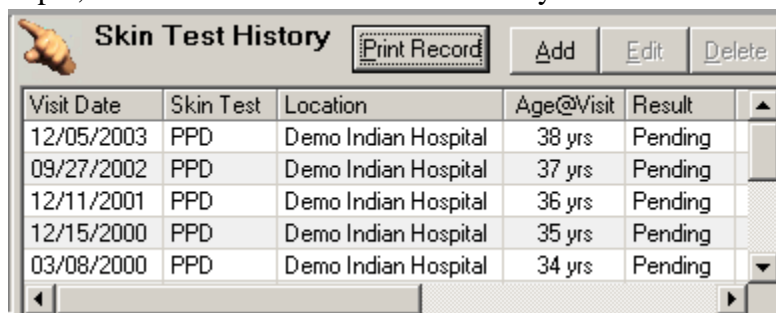 Skin Test History Print Record Add Edit Delete
Visit Date Skin Test Location Age@Visit Result
12/05/2003 PPD Demo Indian Hospital 38 yrs Pending
09/27/2002 PPD Demo Indian Hospital 37 yrs Pending
12/11/2001 PPD Demo Indian Hospital 36 yrs Pending
12/15/2000 PPD Demo Indian Hospital 35 yrs Pending
03/08/2000 PPD Demo Indian Hospital 34 yrs Pending